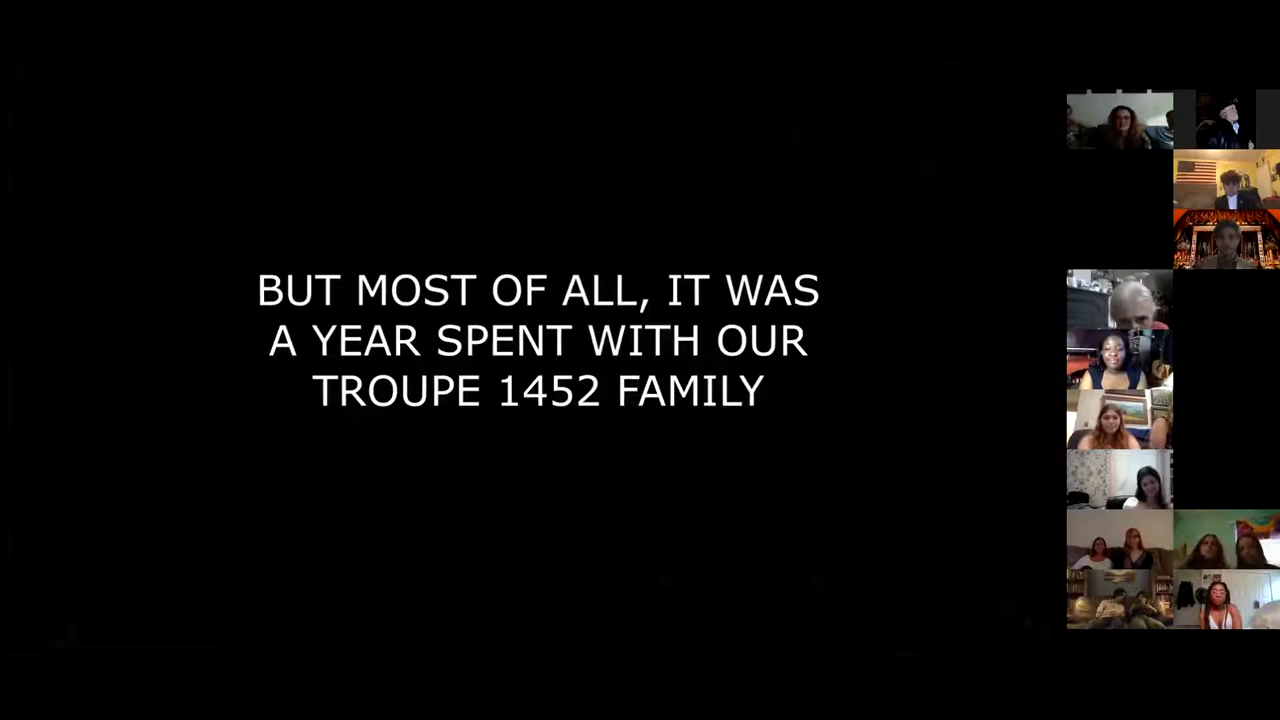 BUT MOST OF ALL, IT WAS
A YEAR SPENT WITH OUR
TROUPE 1452 FAMILY